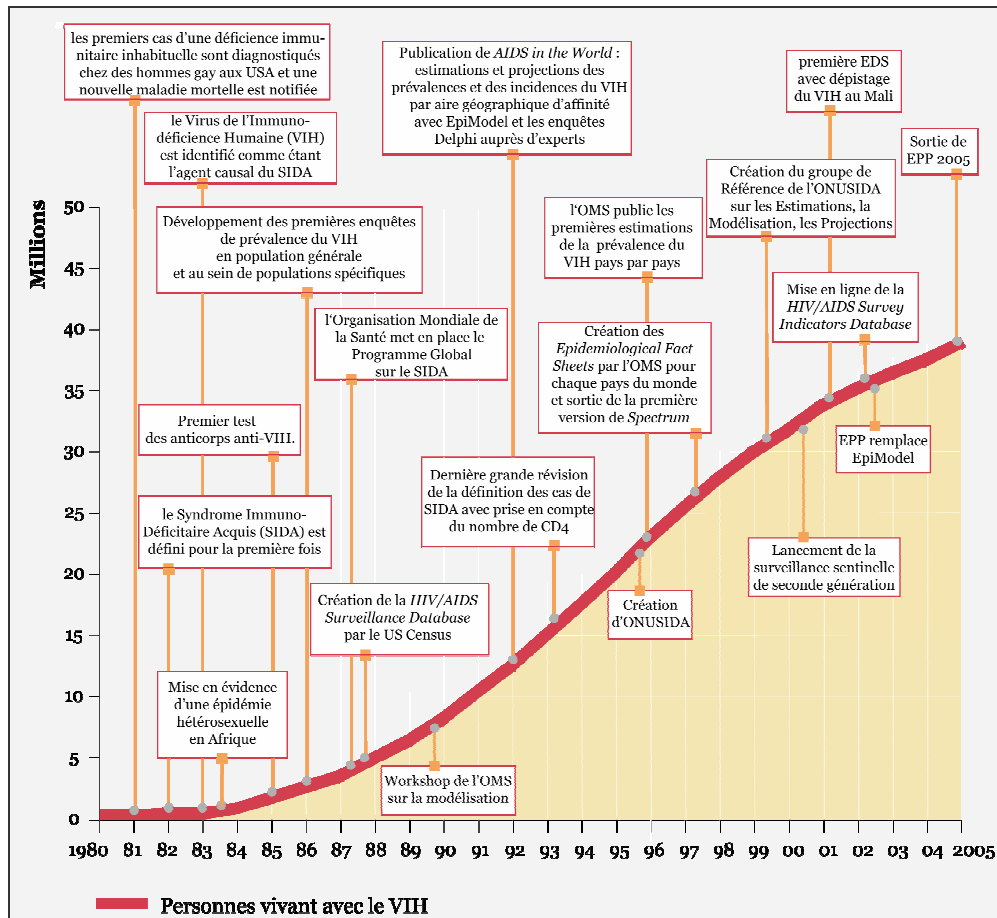 les premiers cas d'une déficience immu-
nitaire inhabituelle sont diagnostiqués
chez des hommes gay aux USA et une
nouvelle maladie mortelle est notifiée
le Virus de l'Immuno-
déficience Humaine (VIH)
est identifié comme étant
l'agent causal du SIDA
Développement des premières enquêtes
de prévalence du VIH
en population générale
et au sein de populations spécifiques
l'Organisation Mondiale de
la Santé met en place le
Programme Global
sur le SIDA
Premier test
des anticorps anti-VIII.
le Syndrome Immuno-
Déficitaire Acquis (SIDA) est
défini pour la première fois
Création de la HIV/AIDS
Surveillance Database
par le US Census
Mise en évidence
d'une épidémie
hétérosexuelle
en Afrique
Publication de AIDS in the World :
estimations et projections des
prévalences et des incidences du VIH
par aire géographique d'affinité
avec EpiModel et les enquêtes
Delphi auprès d'experts
Dernière grande révision
de la définition des cas de
SIDA avec prise en compte
du nombre de CD4
Workshop de l'OMS
sur la modélisation
l'OMS public les
premières estimations
de la prévalence du
VIH pays par pays
Création des
Epidemiological Fact
Sheets par l'OMS pour
chaque pays du monde
et sortie de la première
version de Spectrum
Création
d'ONUSIDA
première EDS
avec dépistage
du VIH au Mali
Création du groupe de
Référence de l'ONUSIDA
sur les Estimations, la
Modélisation, les Projections
Sortie de
EPP 2005
Mise en ligne de la
HIV/AIDS Survey
Indicators Database
EPP remplace
EpiModel
Lancement de la
surveillance sentinelle
de seconde génération
Millions
50
45
40
35
30
25
20
15
10
5
0
1980 81 82 83 84 85 86 87 88 89 90 91 92 93 94 95 96 97 98 99 00 01 02 03 04 2005
Personnes vivant avec le VIH